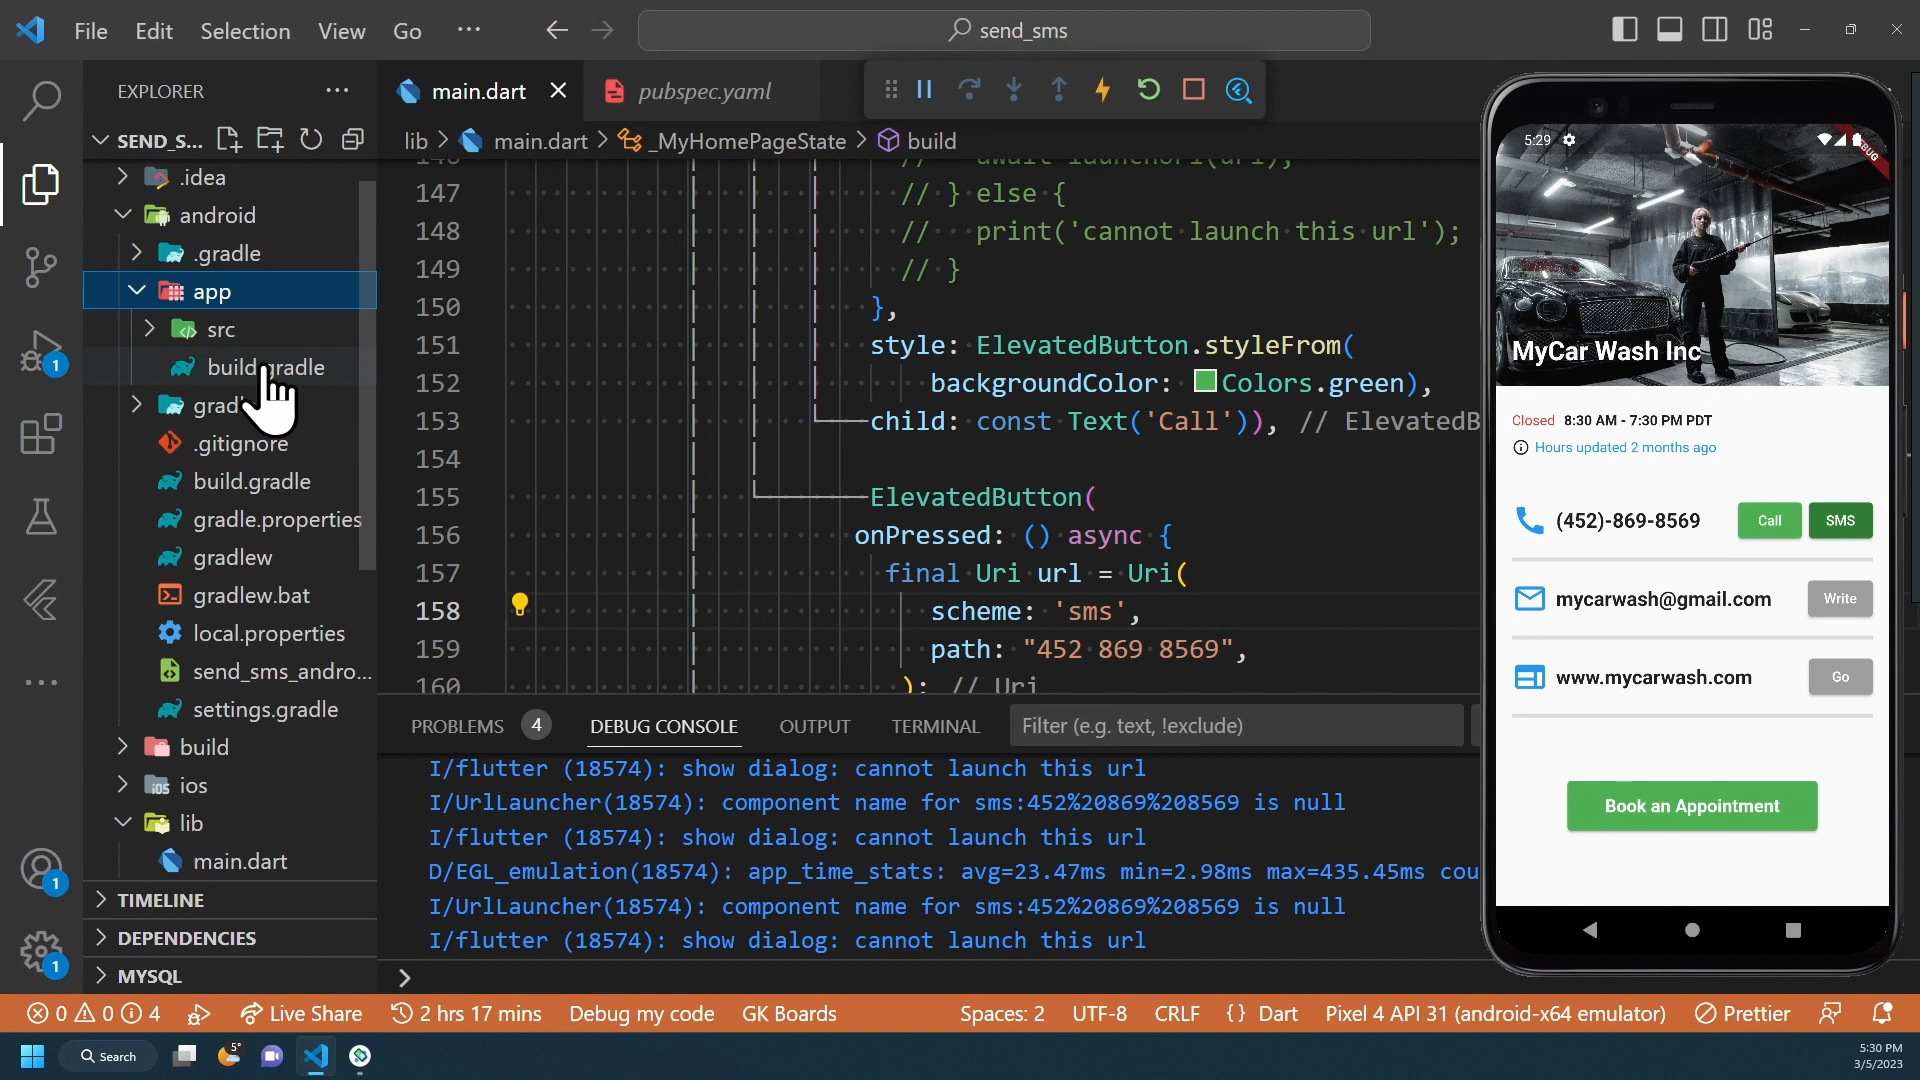 File Edit Selection View Go ···
send_sms
EXPLORER
SEND_S...
.idea
android
.gradle
app
src
build.gradle
.gitignore
build.gradle
gradle.properties
gradlew
gradlew.bat
local.properties
send_sms_andro...
settings.gradle
build
ios
lib
main.dart
TIMELINE
DEPENDENCIES
MYSQL
1
1
1
main.dart
pubspec.yaml
lib > main.dart > _MyHomePageState > build
146 // await launchUrl(url);
147 // } else {
148 // print('cannot launch this url');
149 // }
150 },
151 style: ElevatedButton.styleFrom(
152 backgroundColor: Colors.green),
153 child: const Text('Call')), // ElevatedB
154
155 ElevatedButton(
156 onPressed: () async {
157 final Uri url = Uri(
158 scheme: 'sms',
159 path: "452 869 8569",
160 ); // Uri
PROBLEMS 4 DEBUG CONSOLE OUTPUT TERMINAL Filter (e.g. text, !exclude)
I/flutter (18574): show dialog: cannot launch this url
I/UrlLauncher(18574): component name for sms:452%20869%208569 is null
I/flutter (18574): show dialog: cannot launch this url
D/EGL_emulation(18574): app_time_stats: avg=23.47ms min=2.98ms max=435.45ms cou
I/UrlLauncher(18574): component name for sms:452%20869%208569 is null
I/flutter (18574): show dialog: cannot launch this url
>
5:29
MyCar Wash Inc
Closed 8:30 AM - 7:30 PM PDT
Hours updated 2 months ago
(452)-869-8569 Call SMS
mycarwash@gmail.com Write
www.mycarwash.com Go
Book an Appointment
0 0 4 Live Share 2 hrs 17 mins Debug my code GK Boards Spaces: 2 UTF-8 CRLF {} Dart Pixel 4 API 31 (android-x64 emulator) Prettier
Search
5°
5:30 PM
3/5/2023